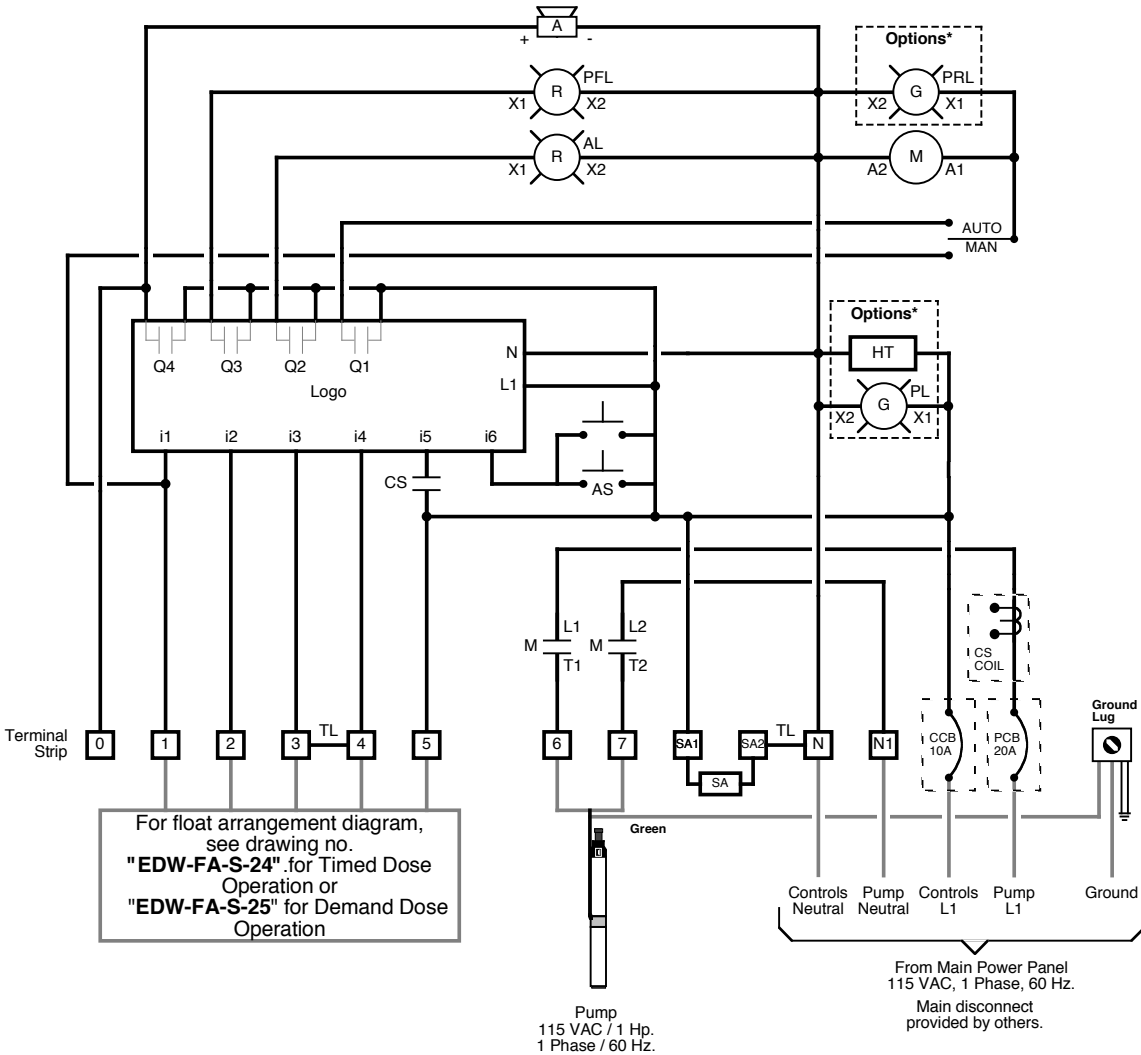 A
+ -
Options*
R PFL
X1 X2
G PRL
X2 X1
R AL
X1 X2
M
A2 A1
AUTO
MAN
Q4 Q3 Q2 Q1
Logo
N
L1
i1 i2 i3 i4 i5 i6
CS
AS
Options*
HT
G PL
X2 X1
M L1
T1
M L2
T2
CS
COIL
Terminal
Strip
0 1 2 3 TL 4 5 6 7 SA1 SA2 TL N N1
SA
CCB
10A
PCB
20A
Ground
Lug
For float arrangement diagram,
see drawing no.
"EDW-FA-S-24".for Timed Dose
Operation or
"EDW-FA-S-25" for Demand Dose
Operation
Green
Controls
Neutral
Pump
Neutral
Controls
L1
Pump
L1
Ground
From Main Power Panel
115 VAC, 1 Phase, 60 Hz.
Main disconnect
provided by others.
Pump
115 VAC / 1 Hp.
1 Phase / 60 Hz.